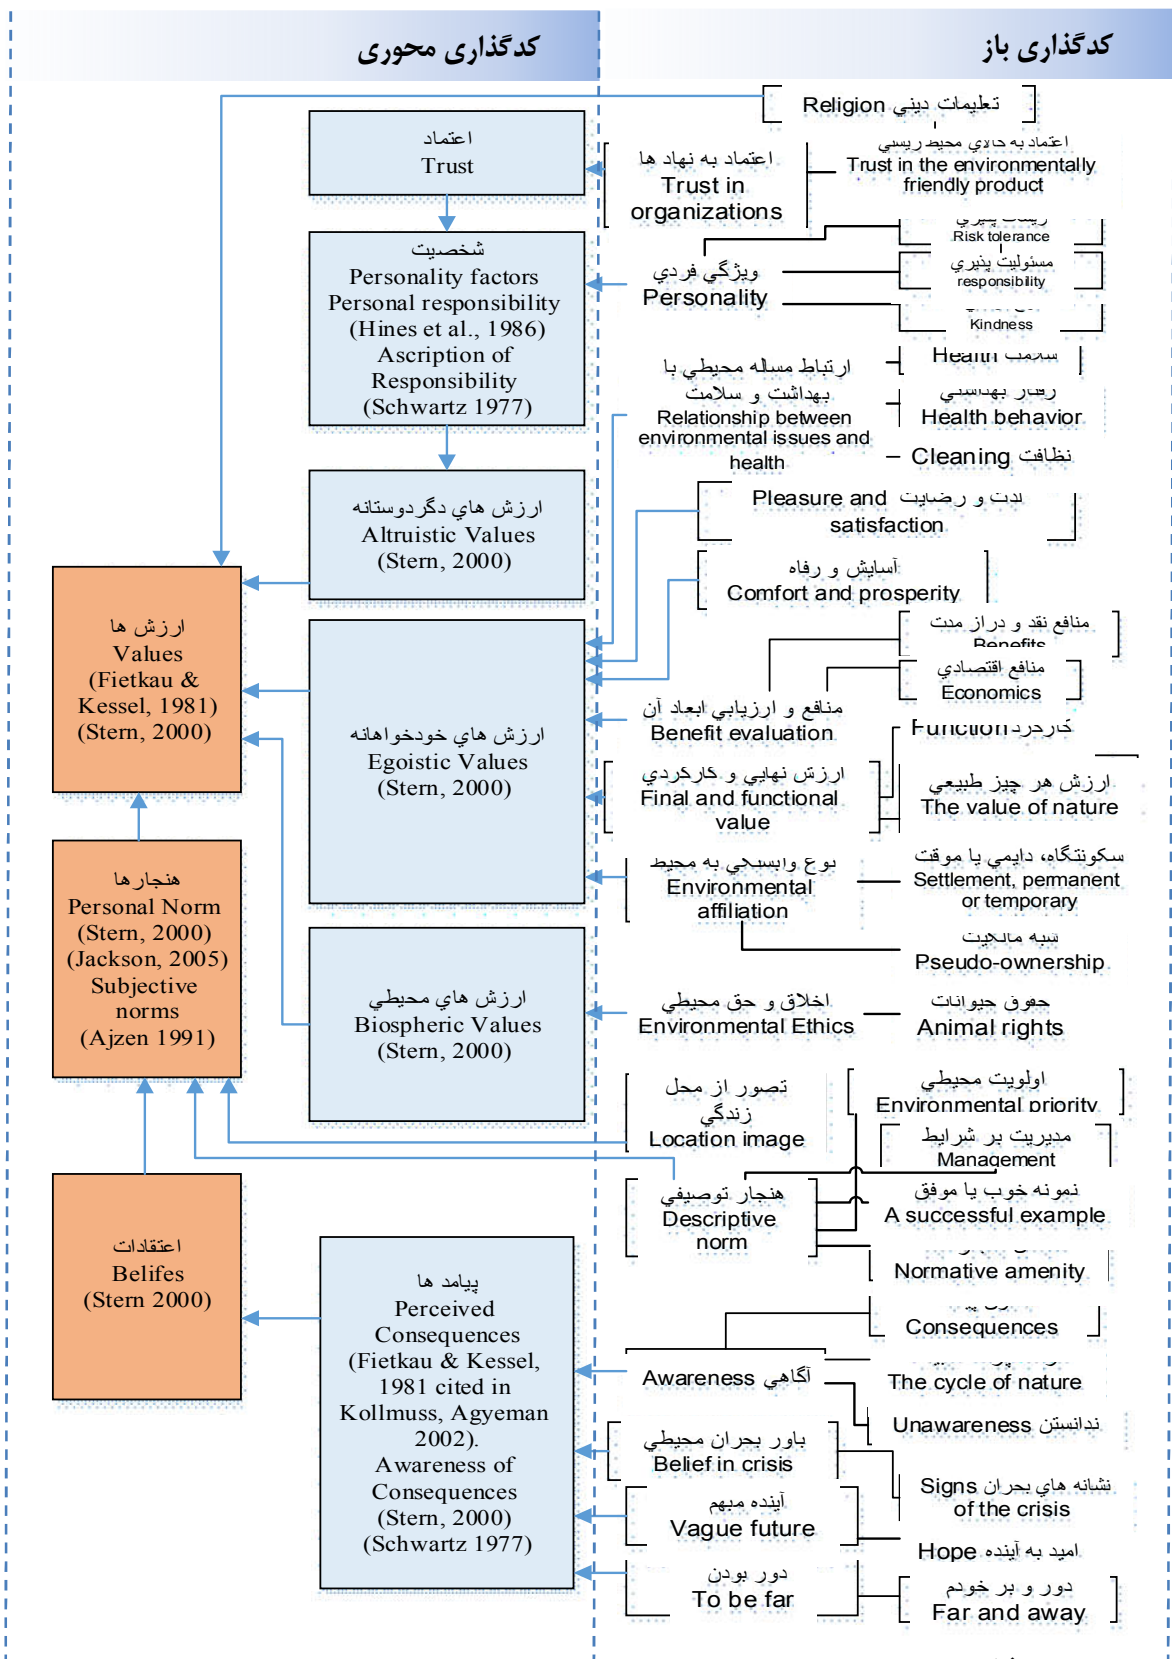 کدگذاری باز
کدگذاری محوری
تعلیمات دینی Religion
اعتماد
Trust
اعتماد به نهاد ها
Trust in
organizations
Trust in the environmentally
friendly product
شخصیت
Personality factors
Personal responsibility
(Hines et al., 1986)
Ascription of
Responsibility
(Schwartz 1977)
ویژگی فردی
Personality
Risk tolerance
مسئولیت پذیری
responsibility
Kindness
ارتباط مساله محیطی با
بهداشت و سلامت
Relationship between
environmental issues and
health
Health سلامت
رفتار بهداشتی
Health behavior
Cleaning نظافت
ارزش های دگردوستانه
Altruistic Values
(Stern, 2000)
Pleasure and لذت و رضایت
satisfaction
آسایش و رفاه
Comfort and prosperity
ارزش ها
Values
(Fietkau &
Kessel, 1981)
(Stern, 2000)
ارزش های خودخواهانه
Egoistic Values
(Stern, 2000)
منافع و ارزیابی ابعاد آن
Benefit evaluation
منافع نقد و دراز مدت
Benefits
منافع اقتصادی
Economics
ارزش نهایی و کارکردی
Final and functional
value
Function کارکرد
ارزش هر چیز طبیعی
The value of nature
نوع وابستگی به محیط
Environmental
affiliation
سکونتگاه، دایمی یا موقت
Settlement, permanent
or temporary
شبه مالکیت
Pseudo-ownership
هنجارها
Personal Norm
(Stern, 2000)
(Jackson, 2005)
Subjective
norms
(Ajzen 1991)
ارزش های محیطی
Biospheric Values
(Stern, 2000)
اخلاق و حق محیطی
Environmental Ethics
حقوق حیوانات
Animal rights
تصور از محل
زندگی
Location image
اولویت محیطی
Environmental priority
مدیریت بر شرایط
Management
هنجار توصیفی
Descriptive
norm
نمونه خوب یا موفق
A successful example
Normative amenity
اعتقادات
Belifes
(Stern 2000)
پیامد ها
Perceived
Consequences
(Fietkau & Kessel,
1981 cited in
Kollmuss, Agyeman
2002).
Awareness of
Consequences
(Stern, 2000)
(Schwartz 1977)
Consequences
Awareness آگاهی
The cycle of nature
Unawareness ندانستن
باور بحران محیطی
Belief in crisis
Signs نشانه های بحران
of the crisis
آینده مبهم
Vague future
Hope امید به آینده
دور بودن
To be far
دور و بر خودم
Far and away